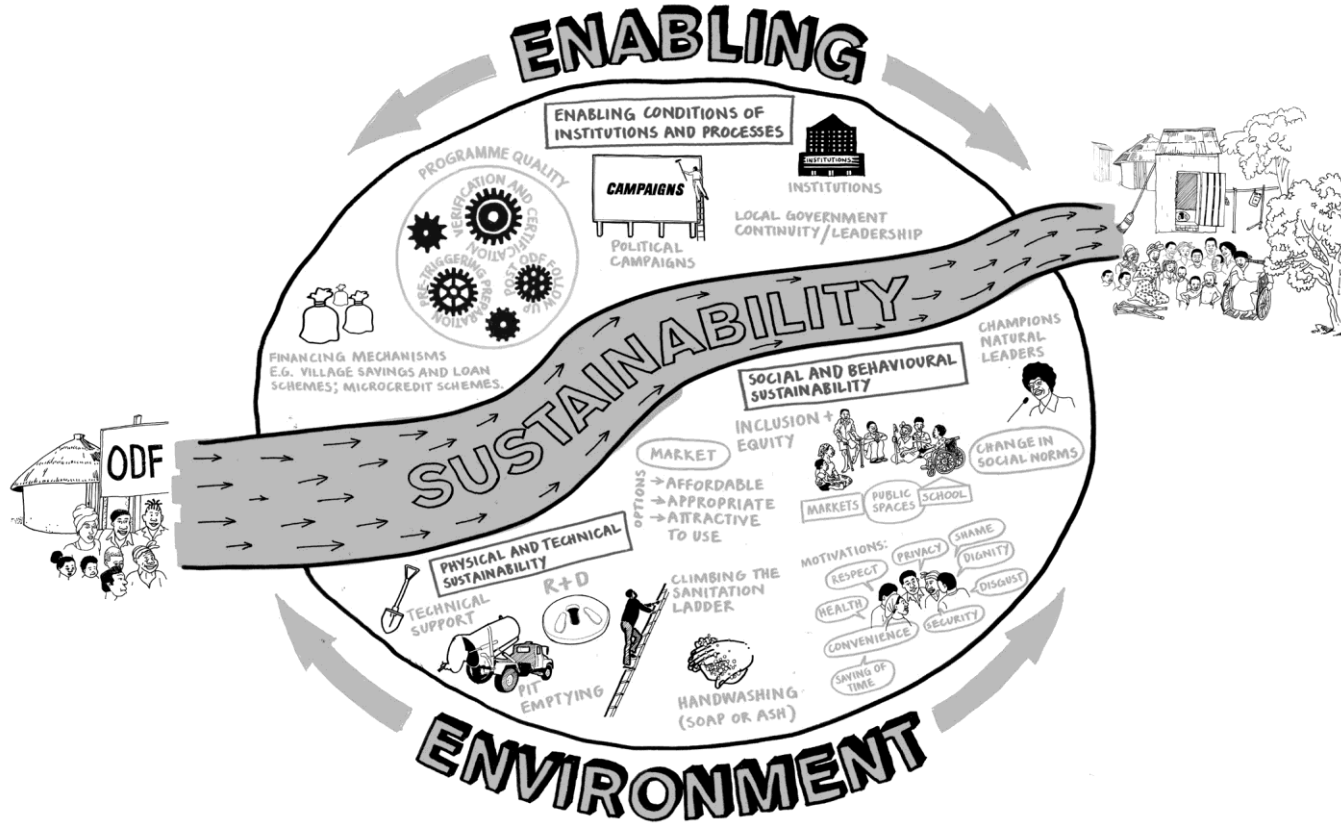 ENABLING
ENABLING CONDITIONS OF
INSTITUTIONS AND PROCESSES
PROGRAMME QUALITY
VERIFICATION AND
CERTIFICATION
PRE-TRIGGERING
PREPARATION
POST ODF FOLLOW UP
CAMPAIGNS
POLITICAL
CAMPAIGNS
INSTITUTIONS
INSTITUTIONS
LOCAL GOVERNMENT
CONTINUITY/LEADERSHIP
FINANCING MECHANISMS
E.G. VILLAGE SAVINGS AND LOAN
SCHEMES; MICROCREDIT SCHEMES.
ODF
SUSTAINABILITY
SOCIAL AND BEHAVIOURAL
SUSTAINABILITY
CHAMPIONS
NATURAL
LEADERS
INCLUSION +
EQUITY
MARKET
OPTIONS
→ AFFORDABLE
→ APPROPRIATE
→ ATTRACTIVE
TO USE
MARKETS
PUBLIC
SPACES
SCHOOL
CHANGE IN
SOCIAL NORMS
MOTIVATIONS:
RESPECT
PRIVACY
SHAME
DIGNITY
DISGUST
HEALTH
SECURITY
CONVENIENCE
SAVING OF
TIME
PHYSICAL AND TECHNICAL
SUSTAINABILITY
TECHNICAL
SUPPORT
R+D
PIT
EMPTYING
CLIMBING THE
SANITATION
LADDER
HANDWASHING
(SOAP OR ASH)
ENVIRONMENT